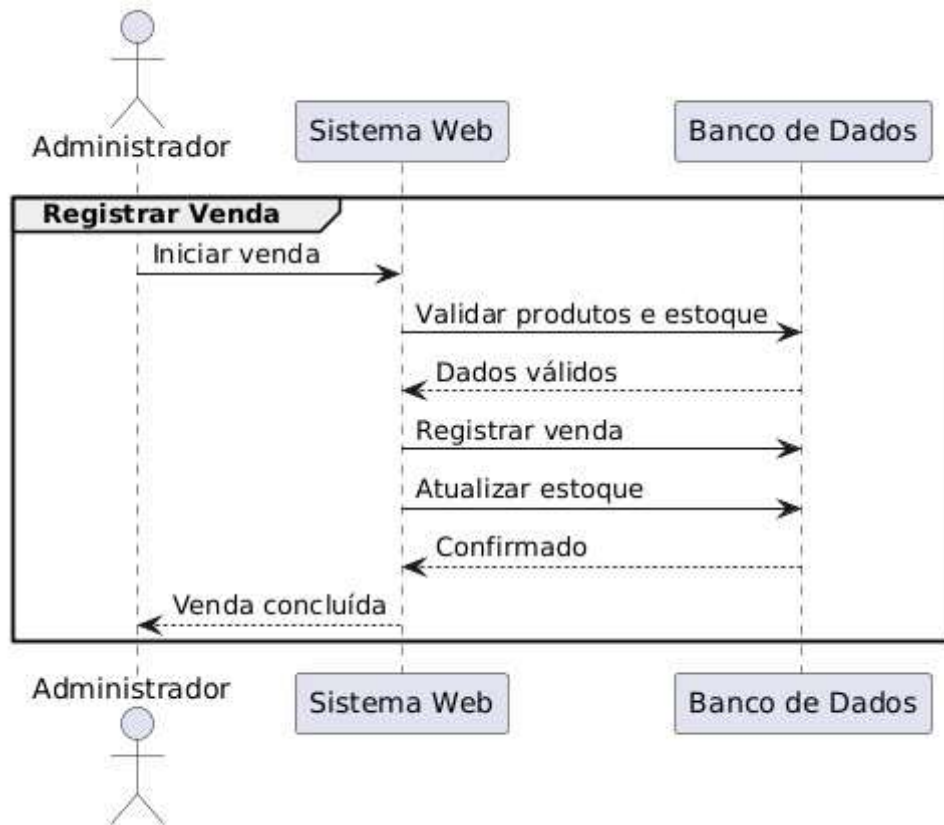 Administrador
Sistema Web
Banco de Dados
Registrar Venda
Iniciar venda
Validar produtos e estoque
Dados válidos
Registrar venda
Atualizar estoque
Confirmado
Venda concluída
Administrador
Sistema Web
Banco de Dados